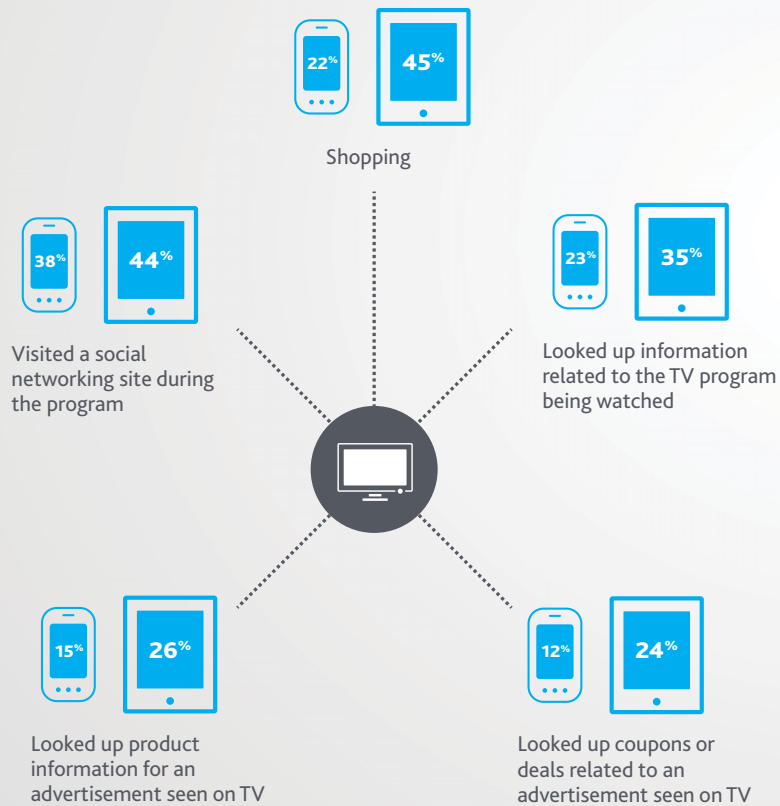 22%
45%
Shopping
38%
44%
Visited a social
networking site during
the program
23%
35%
Looked up information
related to the TV program
being watched
15%
26%
Looked up product
information for an
advertisement seen on TV
12%
24%
Looked up coupons or
deals related to an
advertisement seen on TV